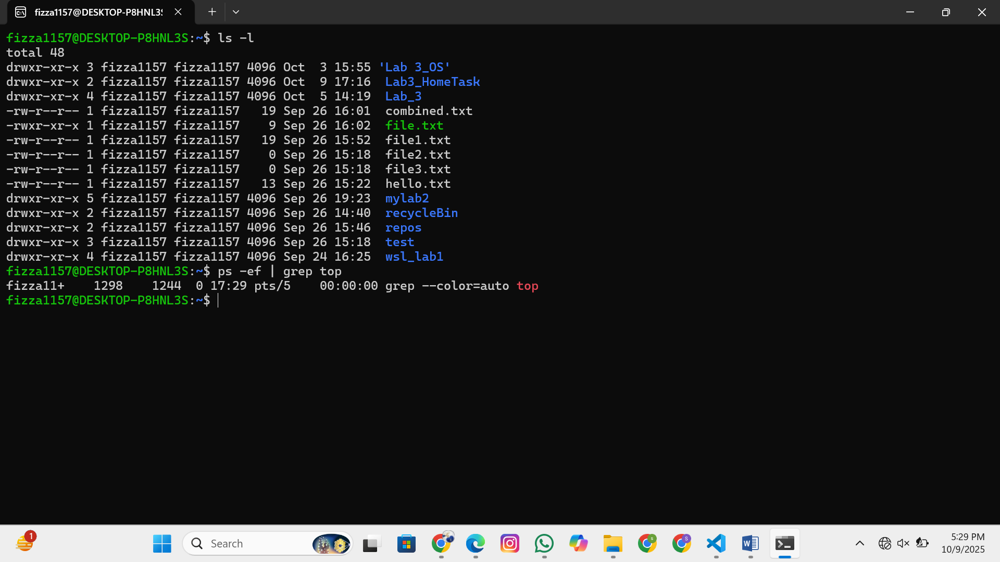 fizza1157@DESKTOP-P8HNL3S
fizza1157@DESKTOP-P8HNL3S:~$ ls -l
total 48
drwxr-xr-x 3 fizza1157 fizza1157 4096 Oct  3 15:55 'Lab 3_OS'
drwxr-xr-x 2 fizza1157 fizza1157 4096 Oct  9 17:16  Lab3_HomeTask
drwxr-xr-x 4 fizza1157 fizza1157 4096 Oct  5 14:19  Lab_3
-rw-r--r-- 1 fizza1157 fizza1157   19 Sep 26 16:01  combined.txt
-rwxr-xr-x 1 fizza1157 fizza1157    9 Sep 26 16:02  file.txt
-rw-r--r-- 1 fizza1157 fizza1157   19 Sep 26 15:52  file1.txt
-rw-r--r-- 1 fizza1157 fizza1157    0 Sep 26 15:18  file2.txt
-rw-r--r-- 1 fizza1157 fizza1157    0 Sep 26 15:18  file3.txt
-rw-r--r-- 1 fizza1157 fizza1157   13 Sep 26 15:22  hello.txt
drwxr-xr-x 5 fizza1157 fizza1157 4096 Sep 26 19:23  mylab2
drwxr-xr-x 2 fizza1157 fizza1157 4096 Sep 26 14:40  recycleBin
drwxr-xr-x 2 fizza1157 fizza1157 4096 Sep 26 15:46  repos
drwxr-xr-x 3 fizza1157 fizza1157 4096 Sep 26 15:18  test
drwxr-xr-x 4 fizza1157 fizza1157 4096 Sep 24 16:25  wsl_lab1
fizza1157@DESKTOP-P8HNL3S:~$ ps -ef | grep top
fizza11+    1298    1244  0 17:29 pts/5    00:00:00 grep --color=auto top
fizza1157@DESKTOP-P8HNL3S:~$
1
Search
5:29 PM
10/9/2025